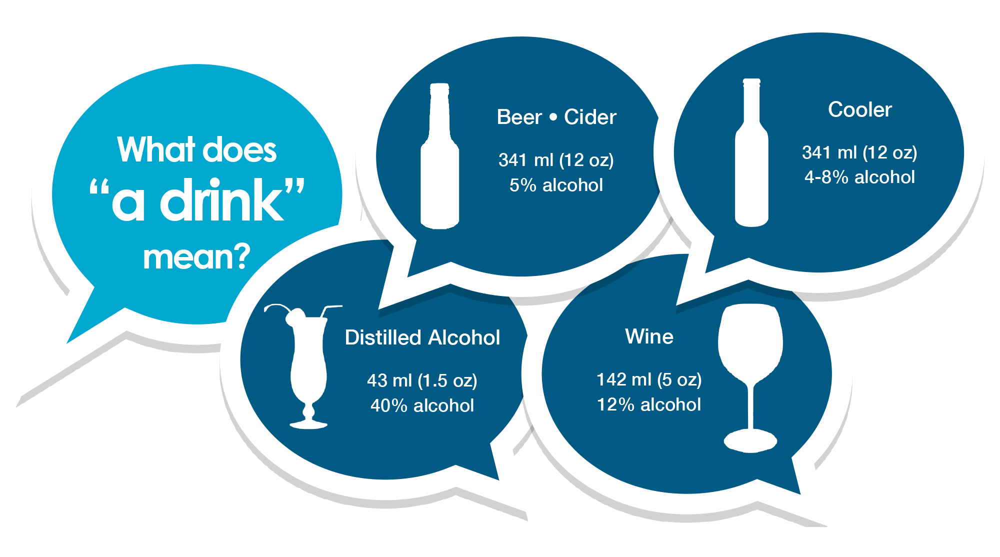 What does
“a drink”
mean?
Beer • Cider
341 ml (12 oz)
5% alcohol
Cooler
341 ml (12 oz)
4-8% alcohol
Distilled Alcohol
43 ml (1.5 oz)
40% alcohol
Wine
142 ml (5 oz)
12% alcohol